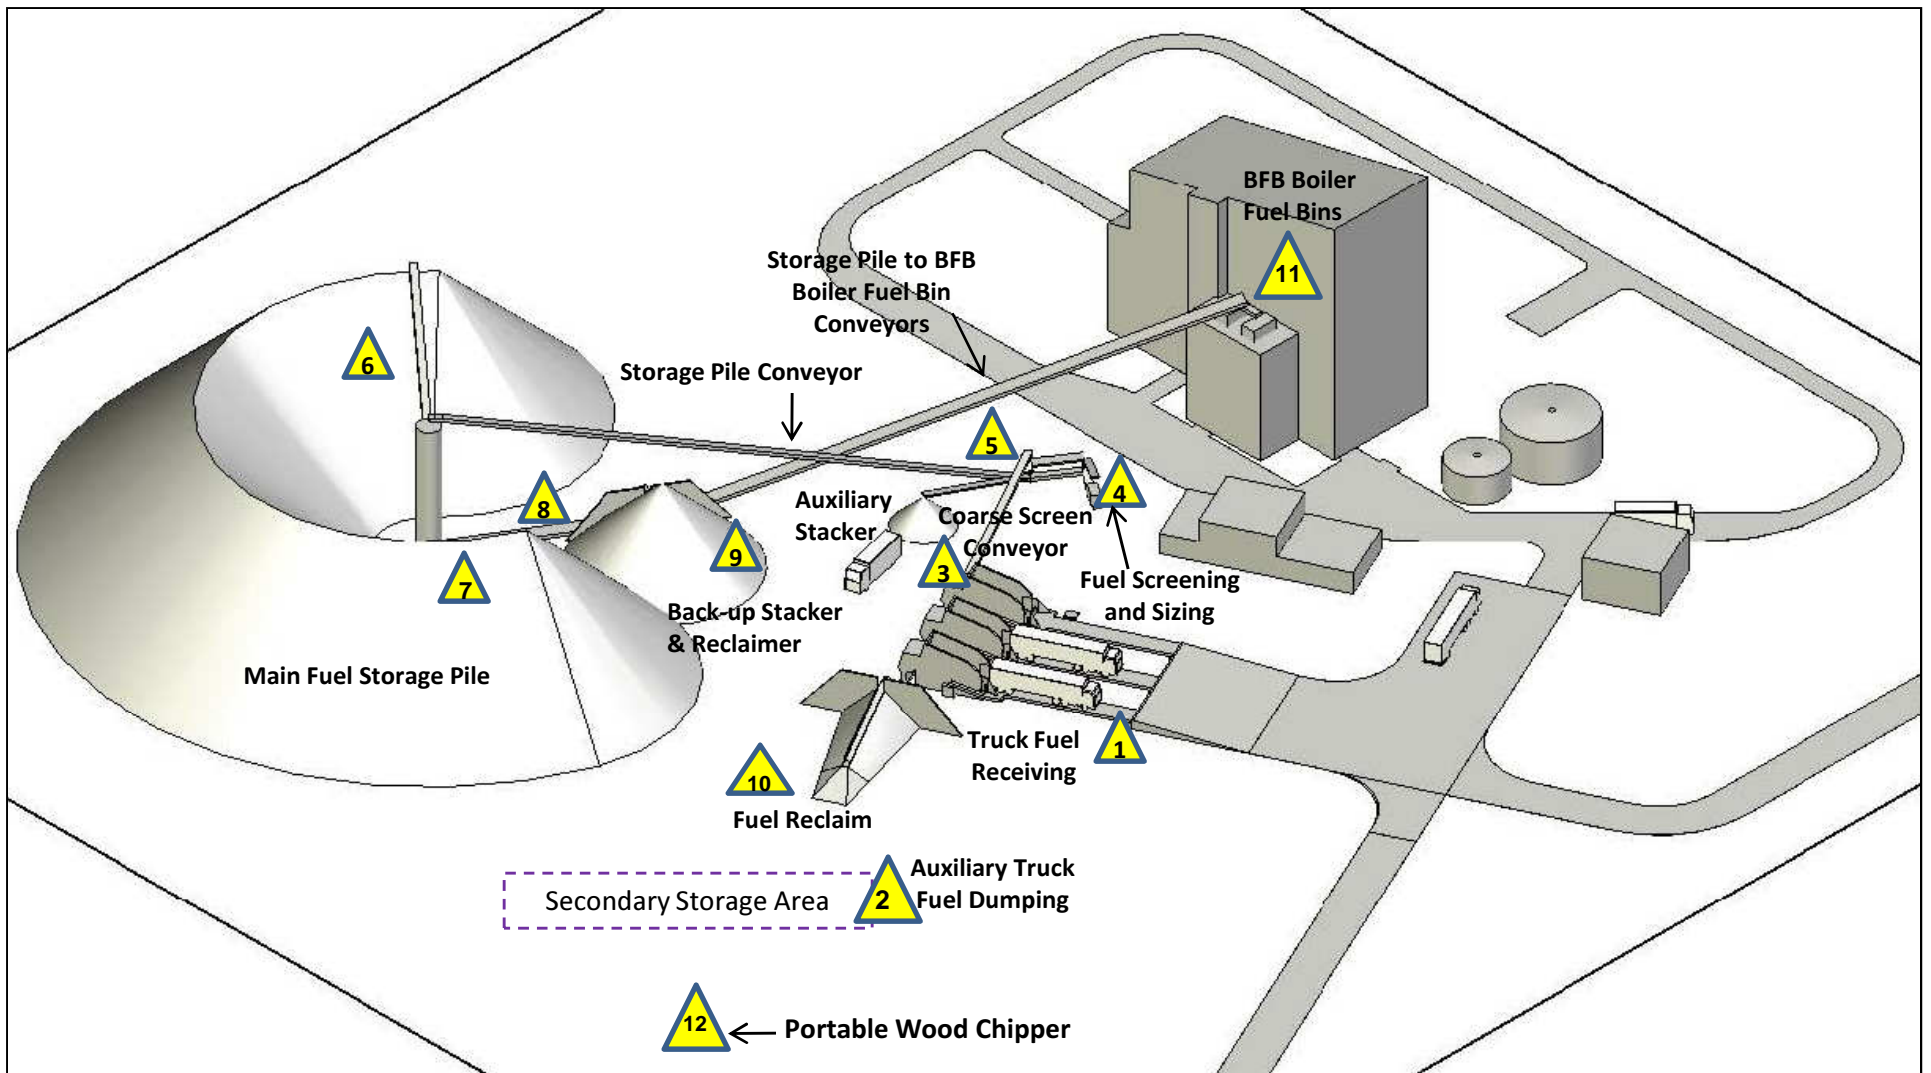 BFB Boiler
Fuel Bins
11
Storage Pile to BFB
Boiler Fuel Bin
Conveyors
6
Storage Pile Conveyor
5
4
8
Auxiliary
Stacker
Coarse Screen
Conveyor
9
3
7
Fuel Screening
and Sizing
Back-up Stacker
& Reclaimer
Main Fuel Storage Pile
Truck Fuel
Receiving
1
10
Fuel Reclaim
Secondary Storage Area
2
Auxiliary Truck
Fuel Dumping
12
Portable Wood Chipper